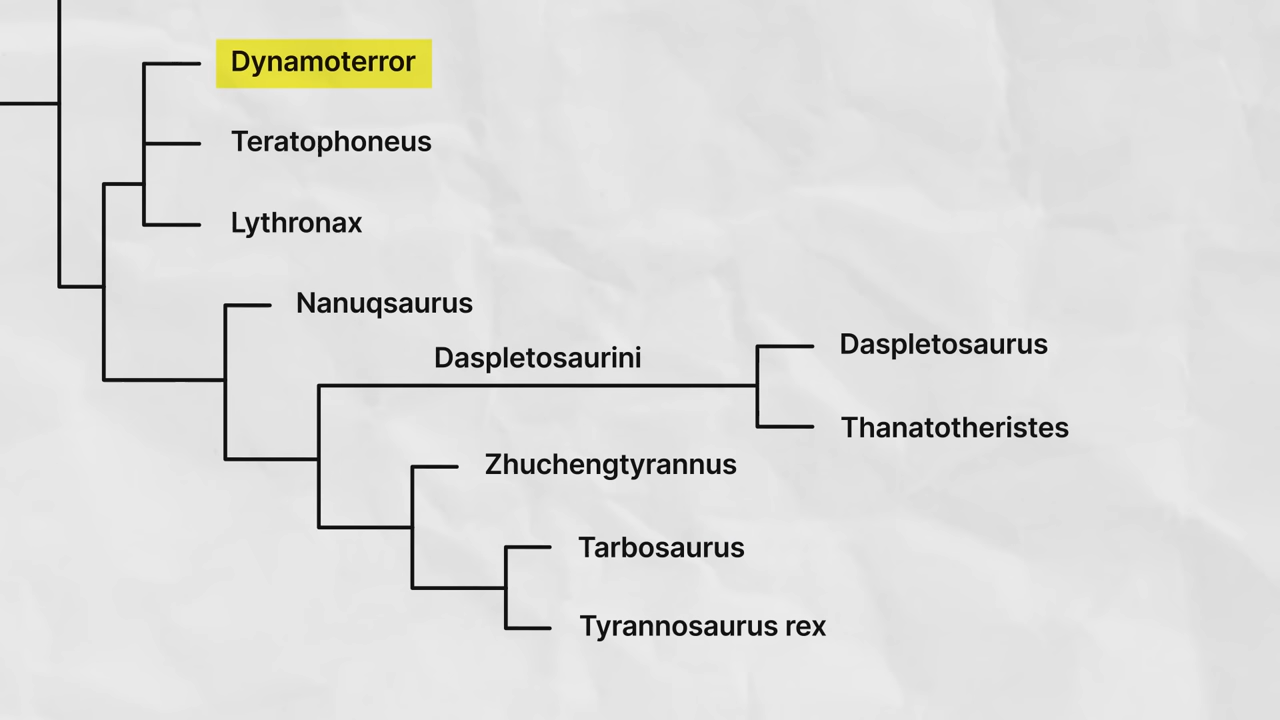 Dynamoterror
Teratophoneus
Lythronax
Nanuqsaurus
Daspletosaurini
Daspletosaurus
Thanatotheristes
Zhuchengtyrannus
Tarbosaurus
Tyrannosaurus rex